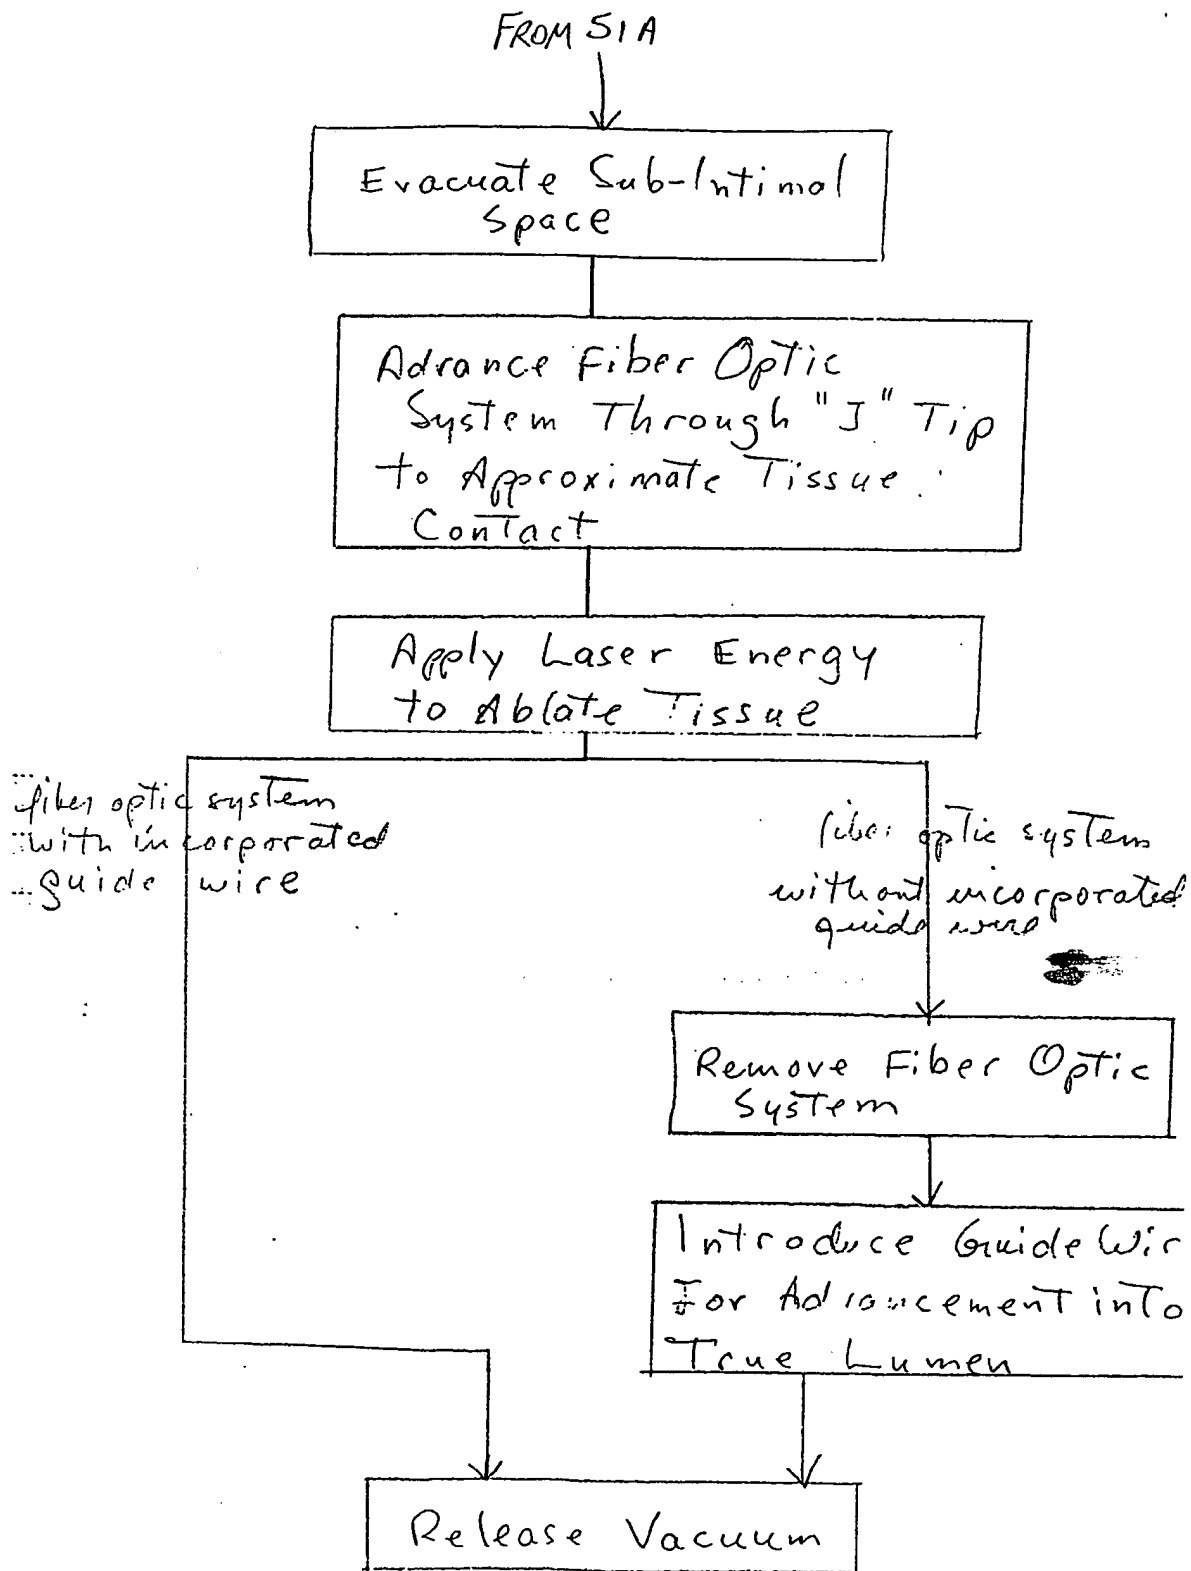 FROM 51A
Evacuate Sub-Intimal
Space
Advance Fiber Optic
System Through "J" Tip
to Approximate Tissue
Contact
Apply Laser Energy
to Ablate Tissue
fiber optic system
with incorporated
guide wire
fiber optic system
without incorporated
guide wire
Remove Fiber Optic
System
Introduce Guide Wir
For Advancement into
True Lumen
Release Vacuum